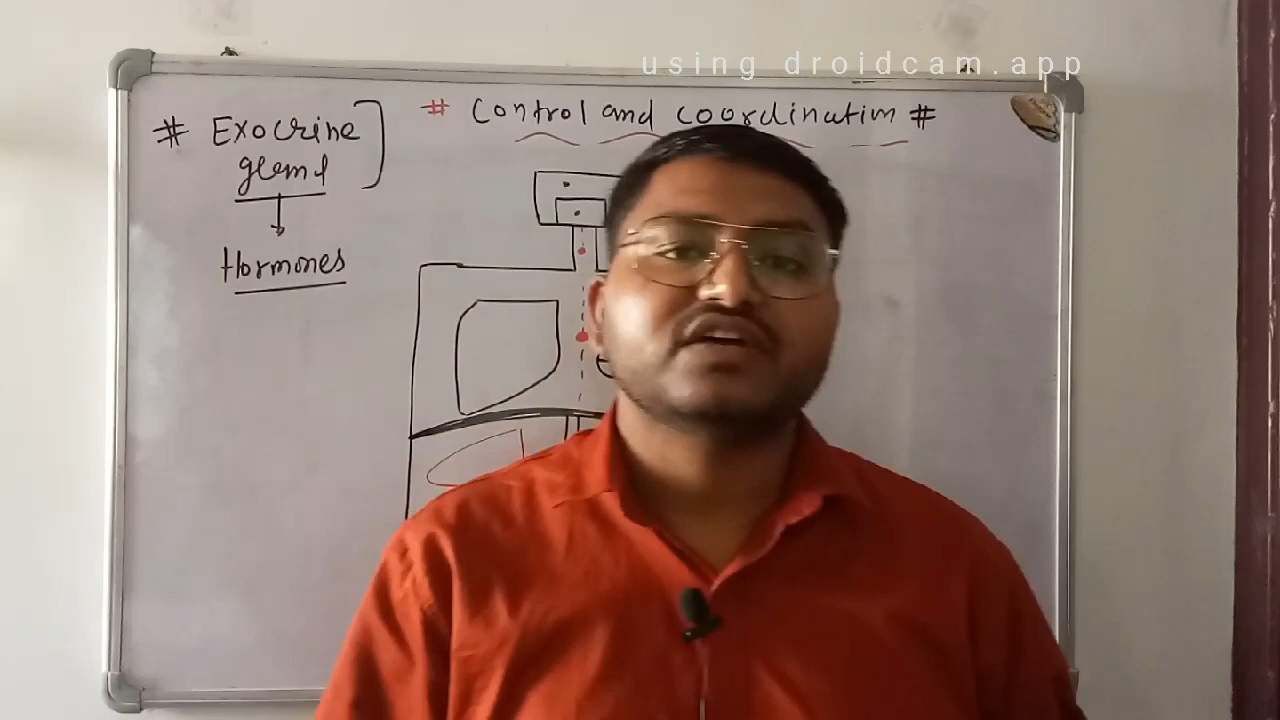 using droidcam.app
# Control and coordination #
# Exocrine
gland
Hormones